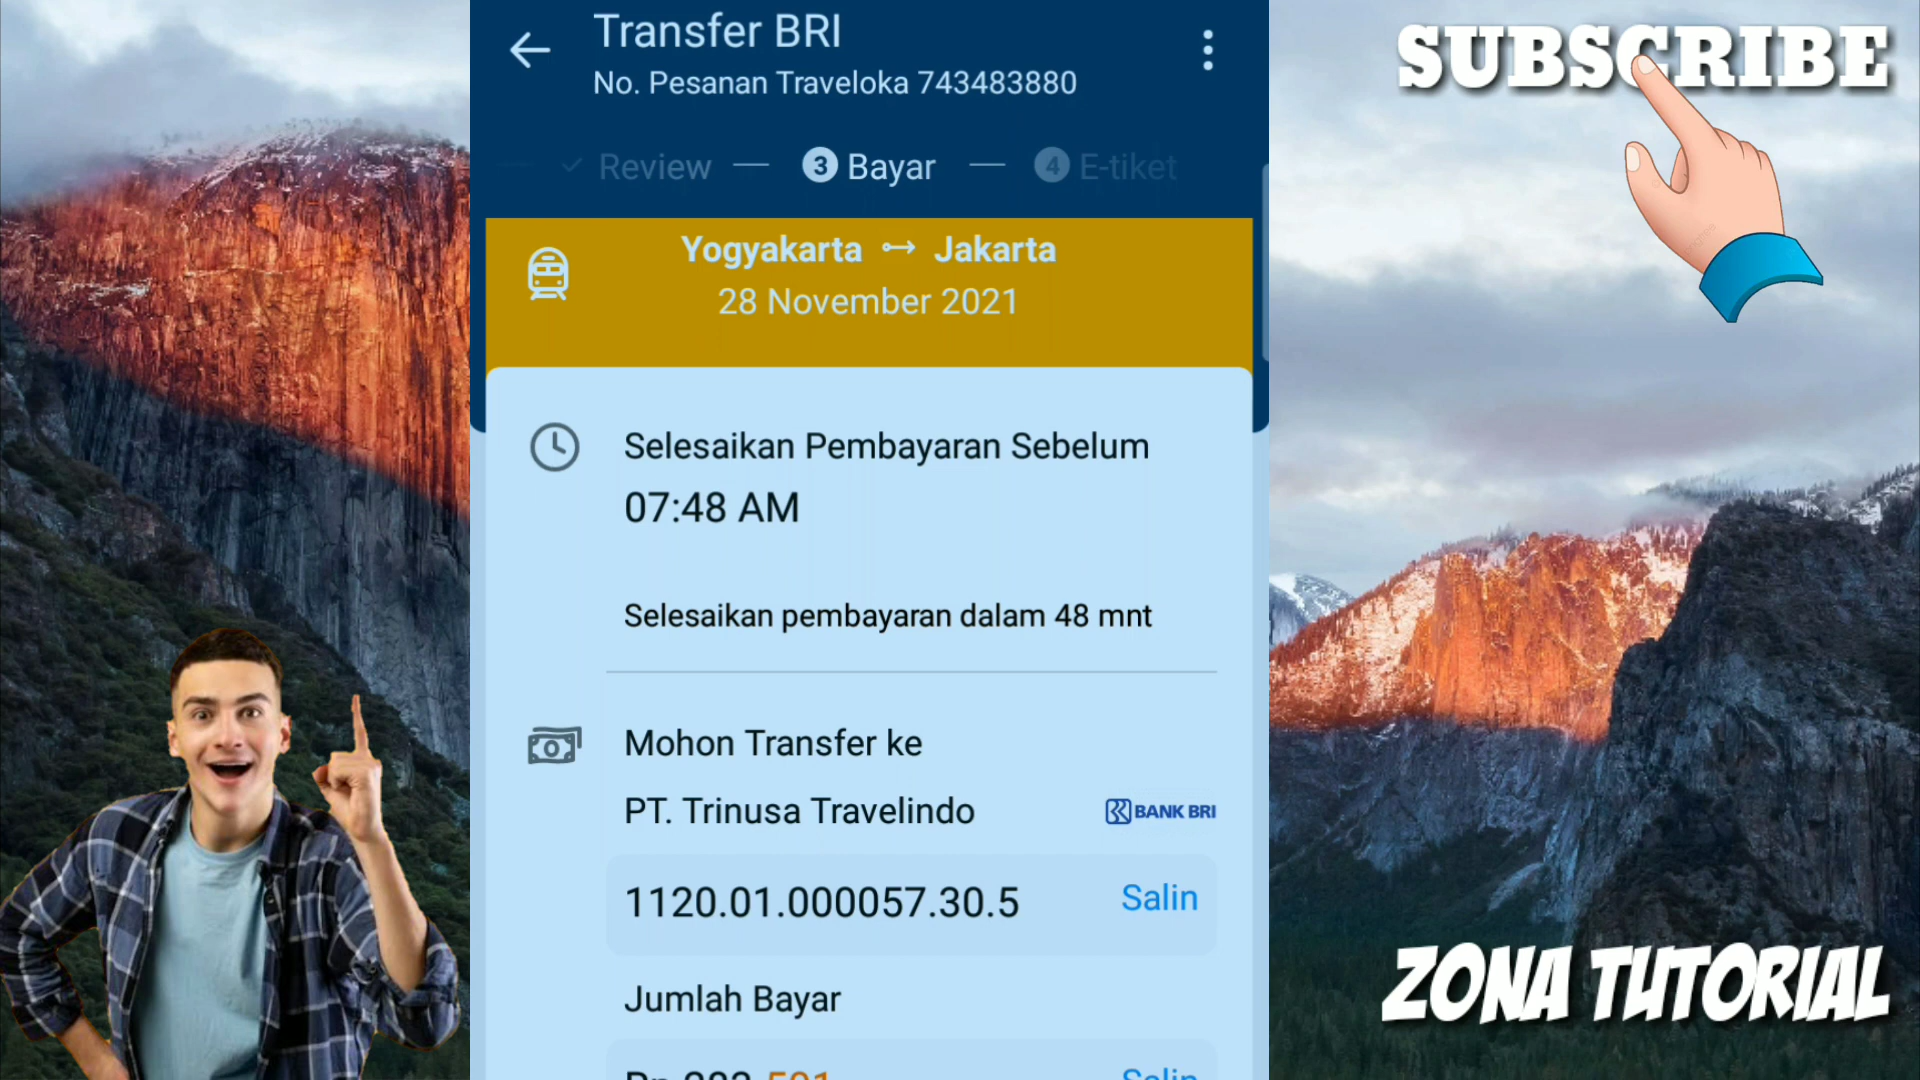 Transfer BRI
No. Pesanan Traveloka 743483880
Review
3 Bayar
4 E-tiket
Yogyakarta Jakarta
28 November 2021
Selesaikan Pembayaran Sebelum
07:48 AM
Selesaikan pembayaran dalam 48 mnt
Mohon Transfer ke
PT. Trinusa Travelindo
BANK BRI
1120.01.000057.30.5
Salin
Jumlah Bayar
Salin
SUBSCRIBE
ZONA TUTORIAL